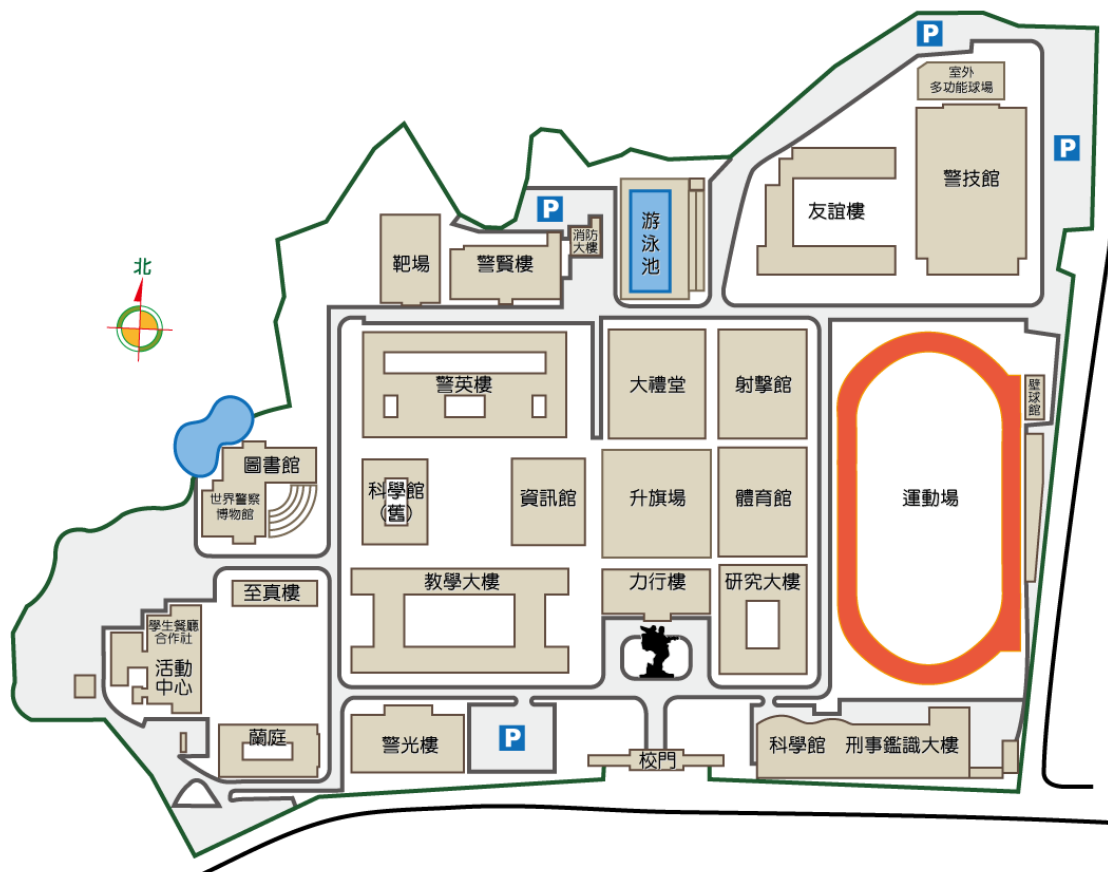 P
室外
多功能球場
P
警技館
友誼樓
P
游
泳
池
消防
大樓
靶場
警賢樓
北
大禮堂
射擊館
警英樓
壁
球
館
圖書館
世界警察
博物館
科學館
(舊)
資訊館
升旗場
體育館
運動場
教學大樓
力行樓
研究大樓
至真樓
學生餐廳
合作社
活動
中心
蘭庭
警光樓
P
校門
科學館
刑事鑑識大樓